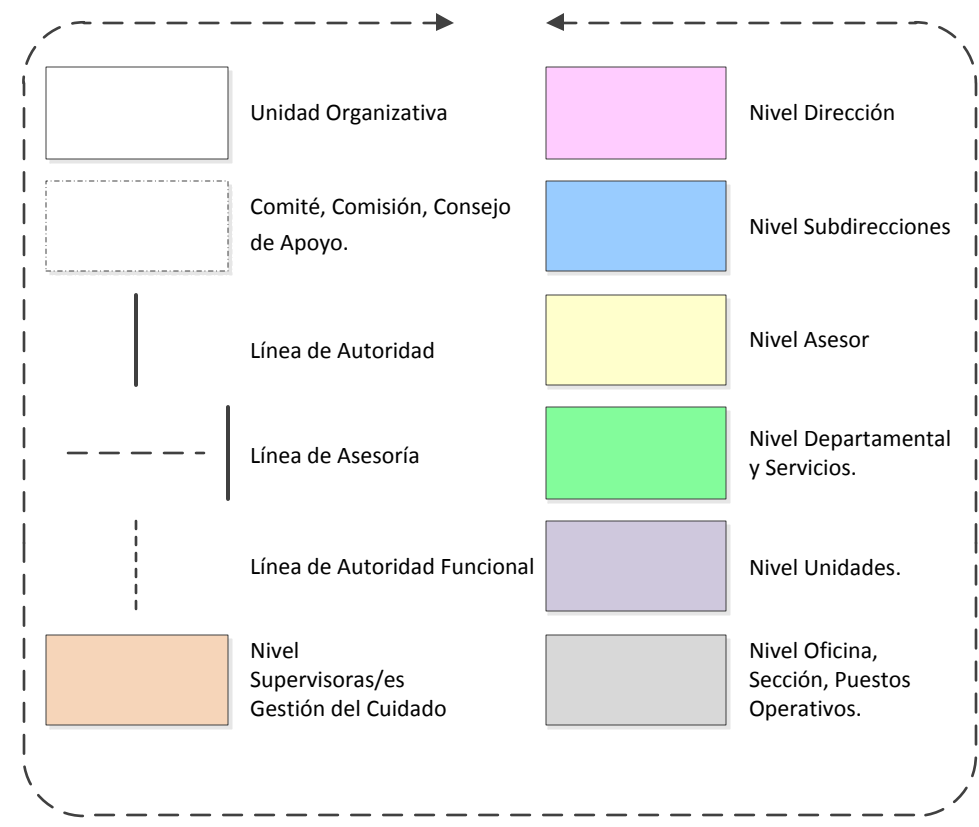 Unidad Organizativa
Comité, Comisión, Consejo
de Apoyo.
Línea de Autoridad
Línea de Asesoría
Línea de Autoridad Funcional
Nivel
Supervisoras/es
Gestión del Cuidado
Nivel Dirección
Nivel Subdirecciones
Nivel Asesor
Nivel Departamental
y Servicios.
Nivel Unidades.
Nivel Oficina,
Sección, Puestos
Operativos.